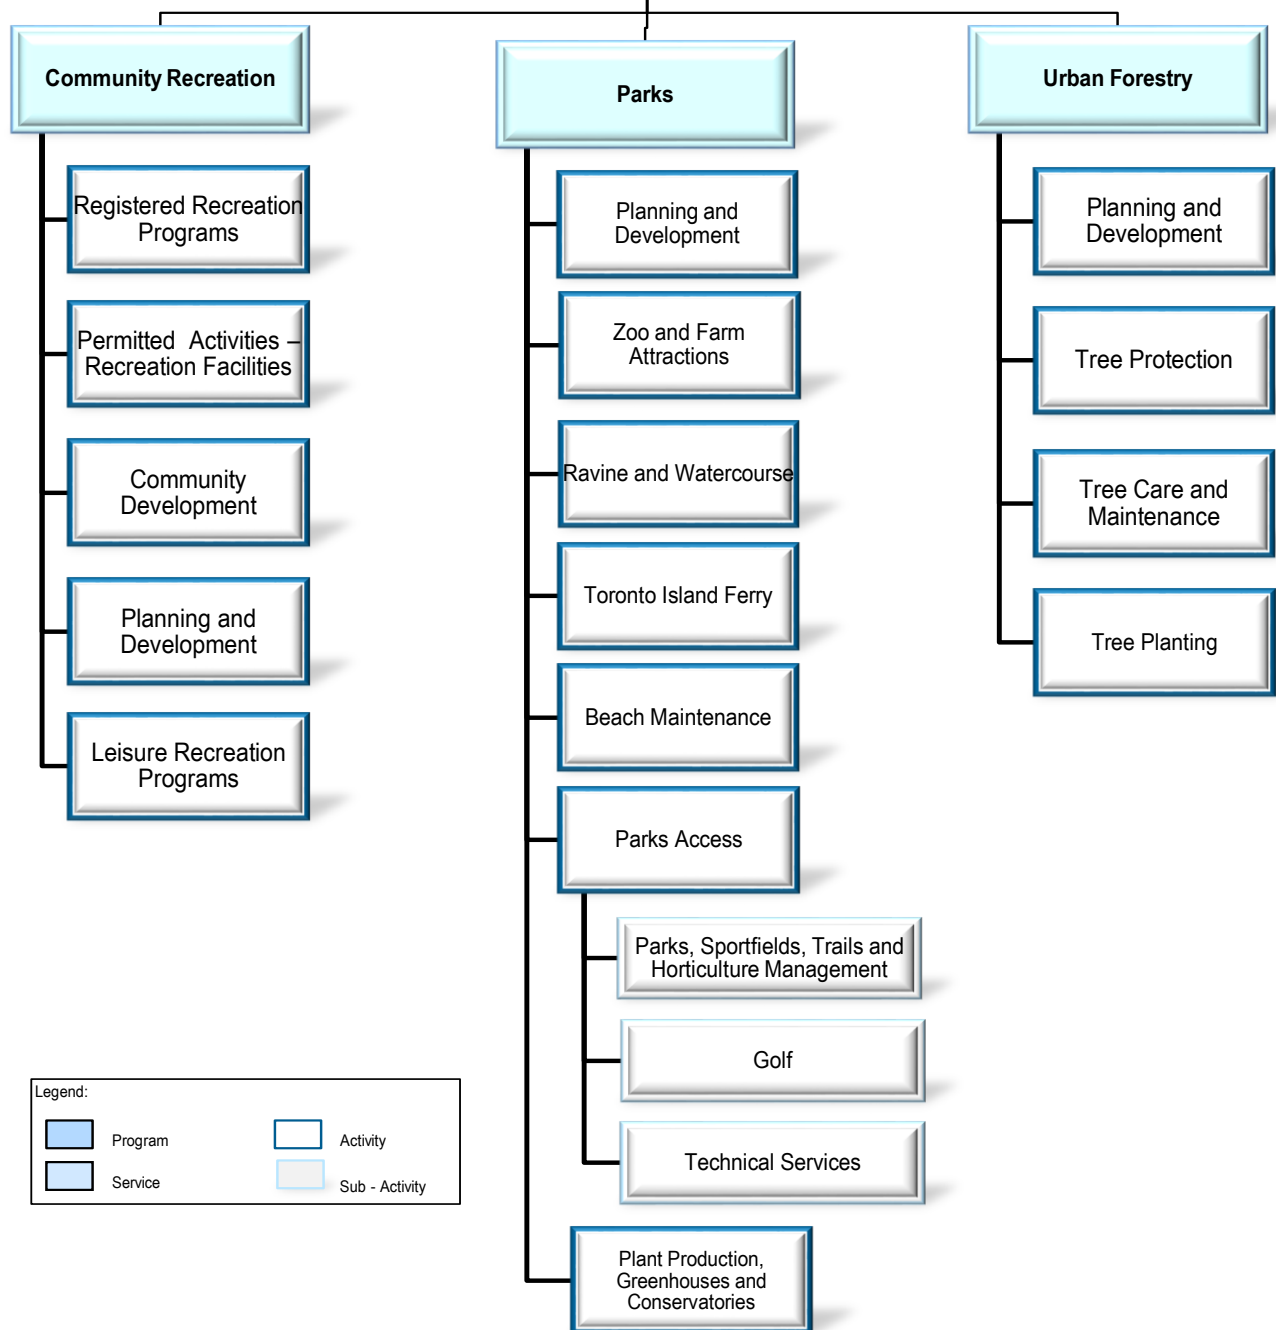 Community Recreation
Registered Recreation
Programs
Permitted Activities –
Recreation Facilities
Community
Development
Planning and
Development
Leisure Recreation
Programs
Parks
Planning and
Development
Zoo and Farm
Attractions
Ravine and Watercourse
Toronto Island Ferry
Beach Maintenance
Parks Access
Parks, Sportfields, Trails and
Horticulture Management
Golf
Technical Services
Plant Production,
Greenhouses and
Conservatories
Urban Forestry
Planning and
Development
Tree Protection
Tree Care and
Maintenance
Tree Planting
Legend:
Program
Activity
Service
Sub - Activity